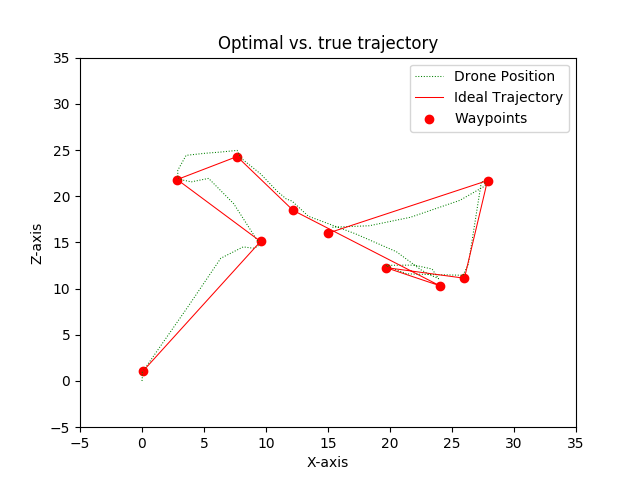 Optimal vs. true trajectory
Drone Position
Ideal Trajectory
Waypoints
Z-axis
35
30
25
20
15
10
5
0
−5
−5 0 5 10 15 20 25 30 35
X-axis